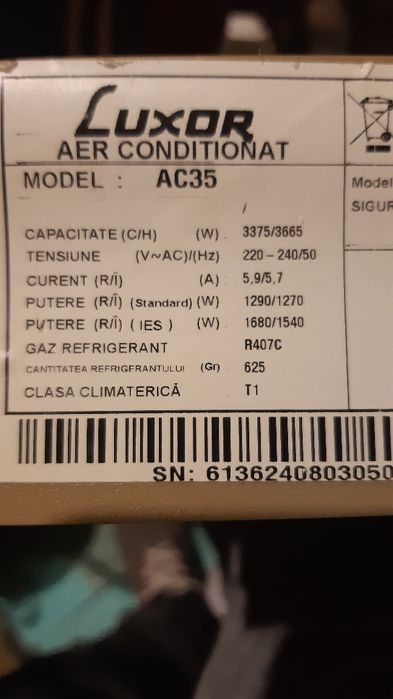 LUXOR
AER CONDITIONAT
MODEL : AC35
/
CAPACITATE (C/H) (W) : 3375/3665
TENSIUNE (V~AC)/(Hz) : 220-240/50
CURENT (R/Î) (A) : 5,9/5,7
PUTERE (R/Î) (Standard) (W) : 1290/1270
PUTERE (R/Î) (IES) (W) : 1680/1540
GAZ REFRIGERANT : R407C
CANTITATEA REFRIGERANTULUI (Gr) : 625
CLASA CLIMATERICĂ : T1
Model
SIGUR
SN: 6136240803050